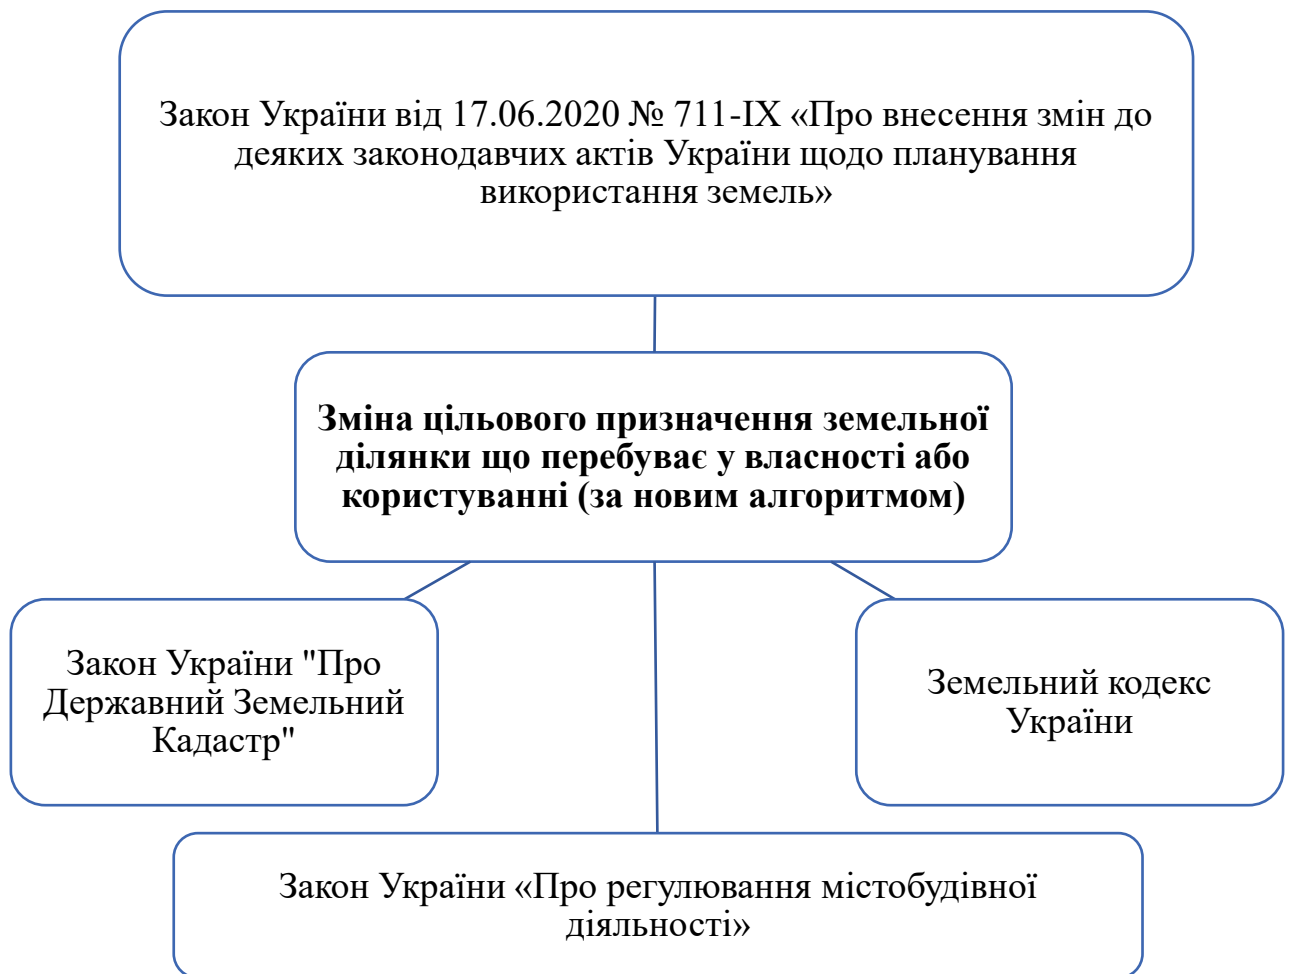 Закон України від 17.06.2020 № 711-IX «Про внесення змін до
деяких законодавчих актів України щодо планування
використання земель»
Зміна цільового призначення земельної
ділянки що перебуває у власності або
користуванні (за новим алгоритмом)
Закон України "Про
Державний Земельний
Кадастр"
Земельний кодекс
України
Закон України «Про регулювання містобудівної
діяльності»